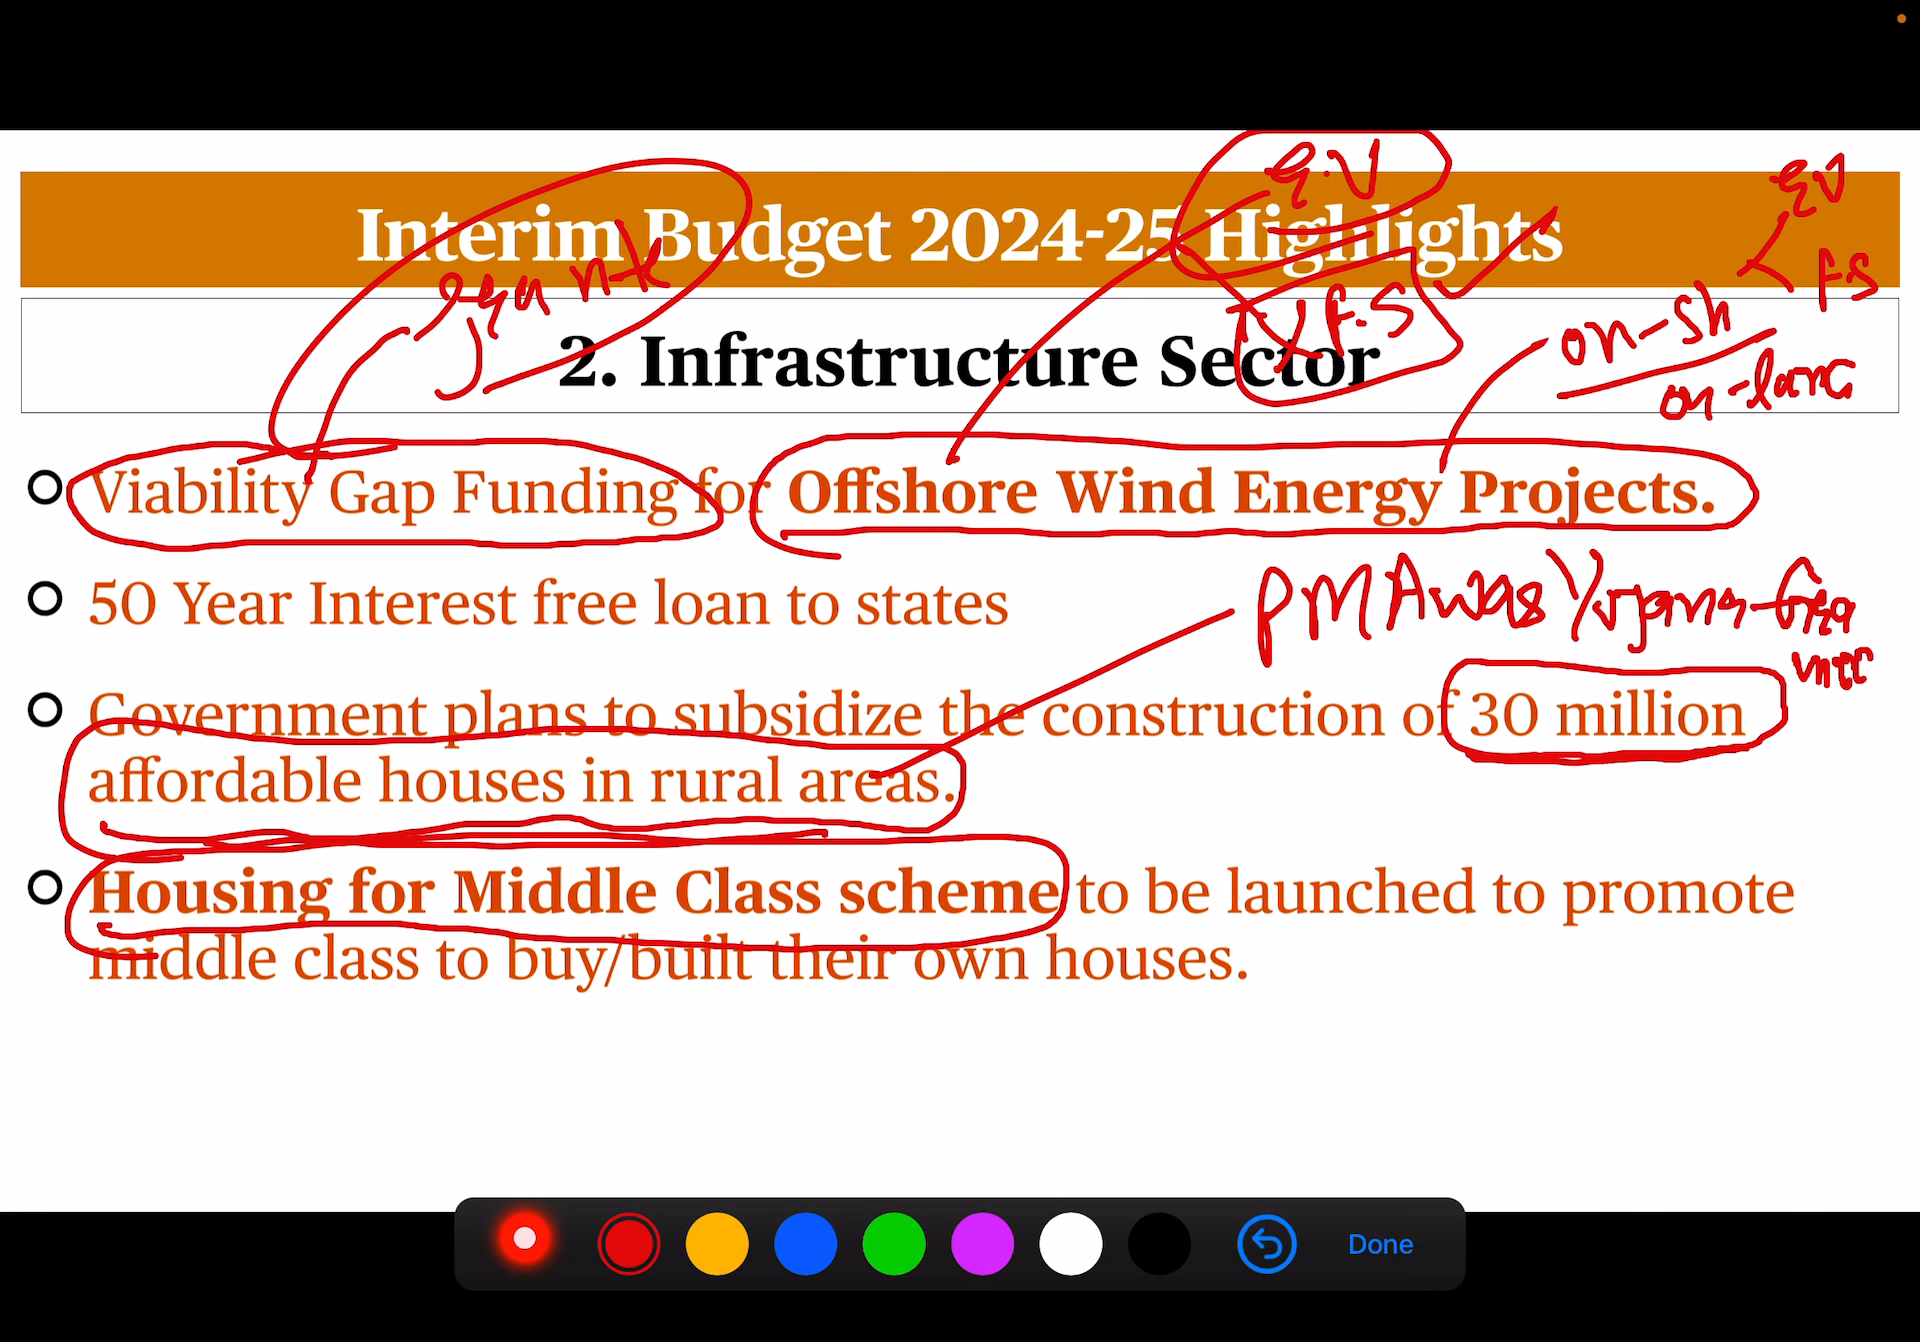 Interim Budget 2024-25 Highlights
E.V
EV
FS
F.S
on-sh
on-land
2. Infrastructure Sector
Viability Gap Funding for Offshore Wind Energy Projects.
50 Year Interest free loan to states
PM Awas Yojana-
Government plans to subsidize the construction of 30 million
affordable houses in rural areas.
Housing for Middle Class scheme to be launched to promote
middle class to buy/built their own houses.
Done